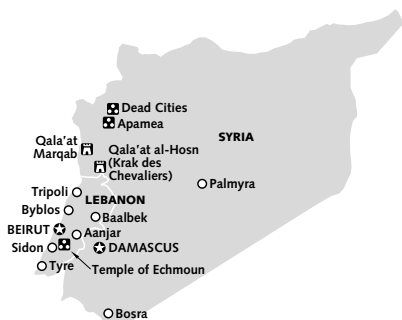 Dead Cities
Apamea
SYRIA
Qala'at
Marqab
Qala'at al-Hosn
(Krak des
Chevaliers)
Palmyra
Tripoli
LEBANON
Byblos
Baalbek
BEIRUT
Aanjar
Sidon
DAMASCUS
Tyre
Temple of Echmoun
Bosra